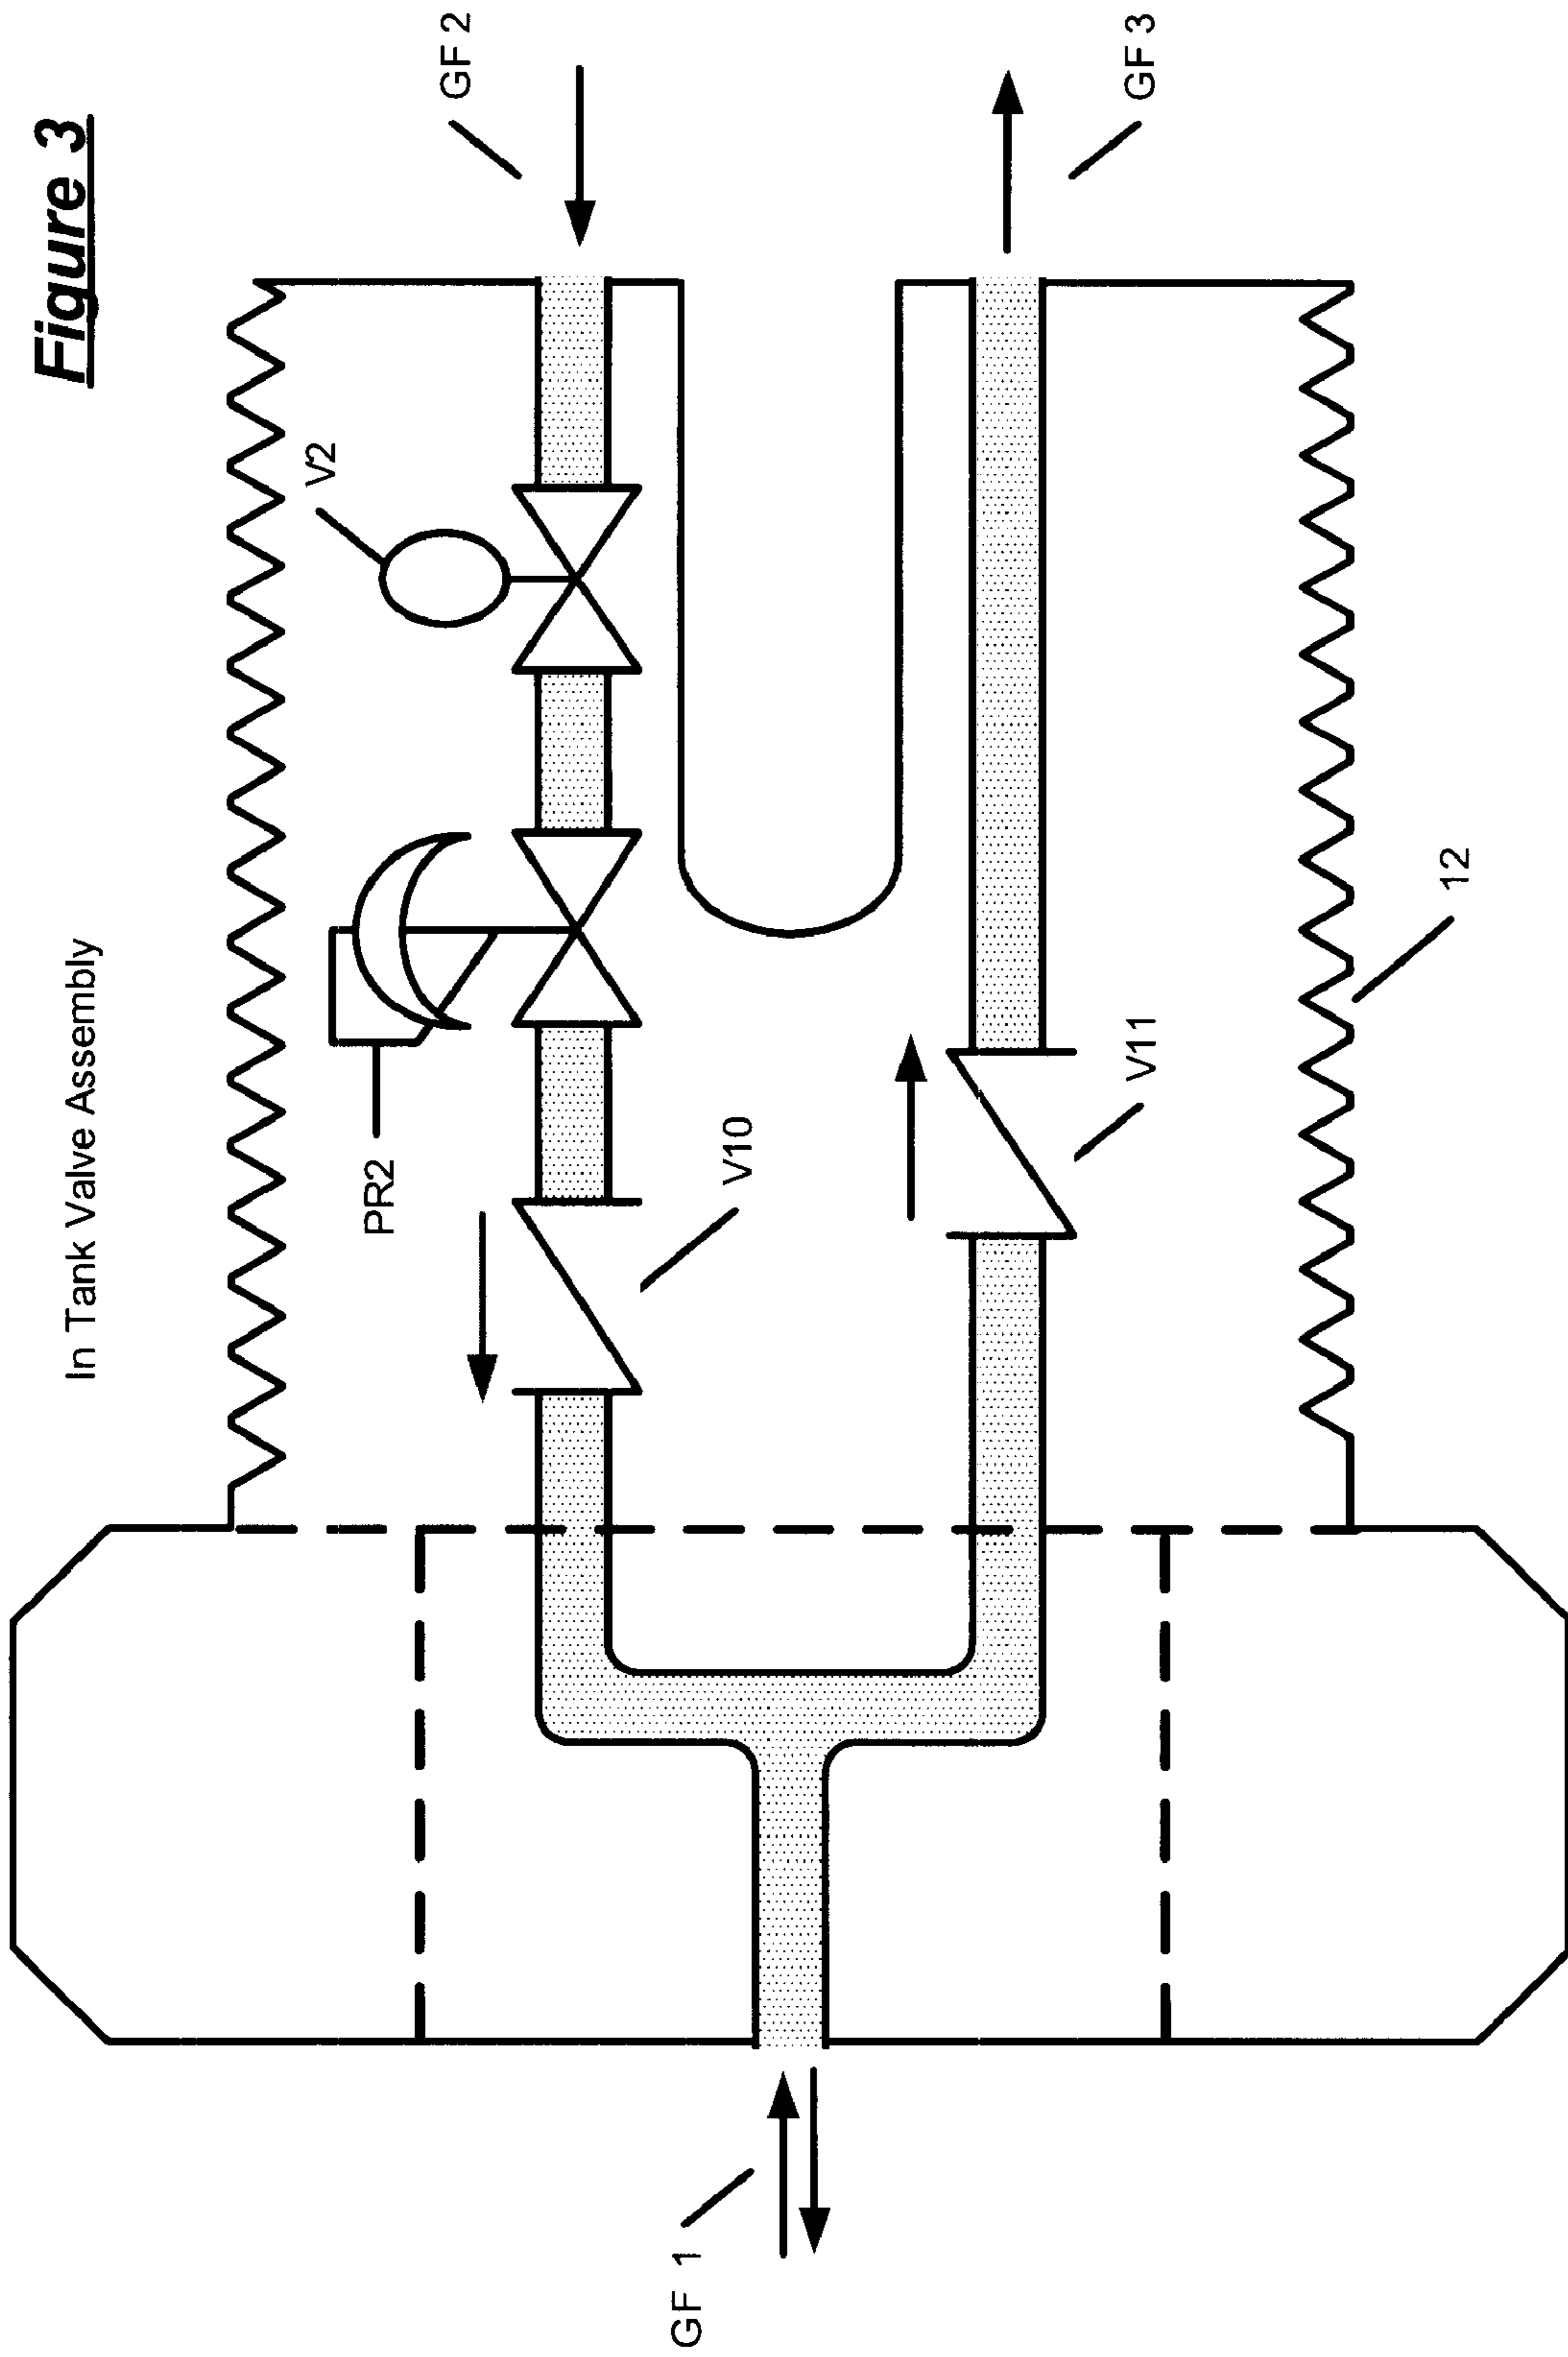 Figure 3
In Tank Valve Assembly
GF 2
GF 3
V2
PR2
V10
V11
12
GF 1